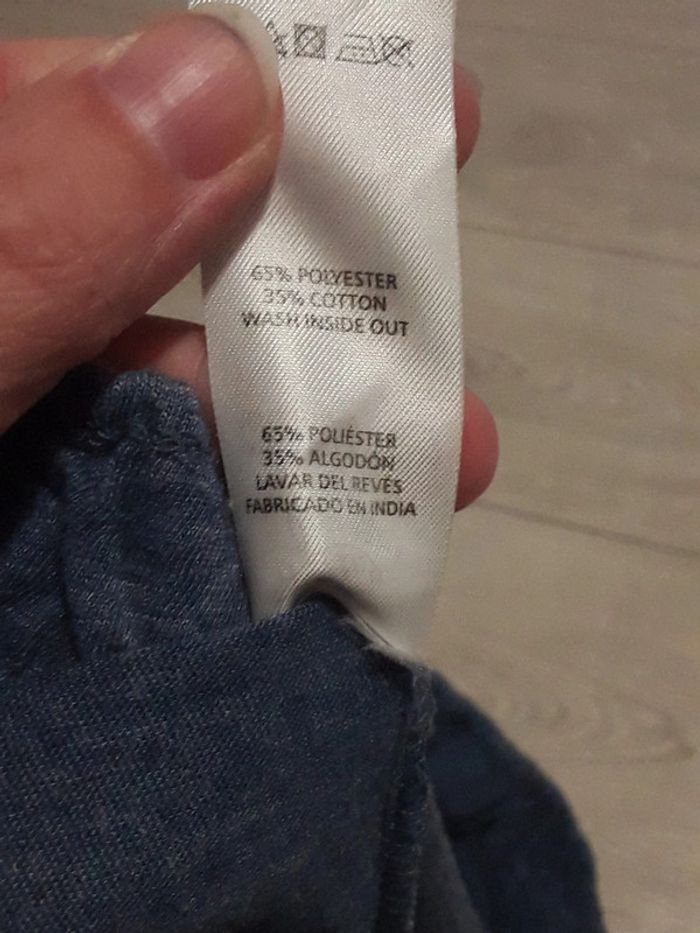 65% POLYESTER
35% COTTON
WASH INSIDE OUT
65% POLIÉSTER
35% ALGODÓN
LAVAR DEL REVÉS
FABRICADO EN INDIA